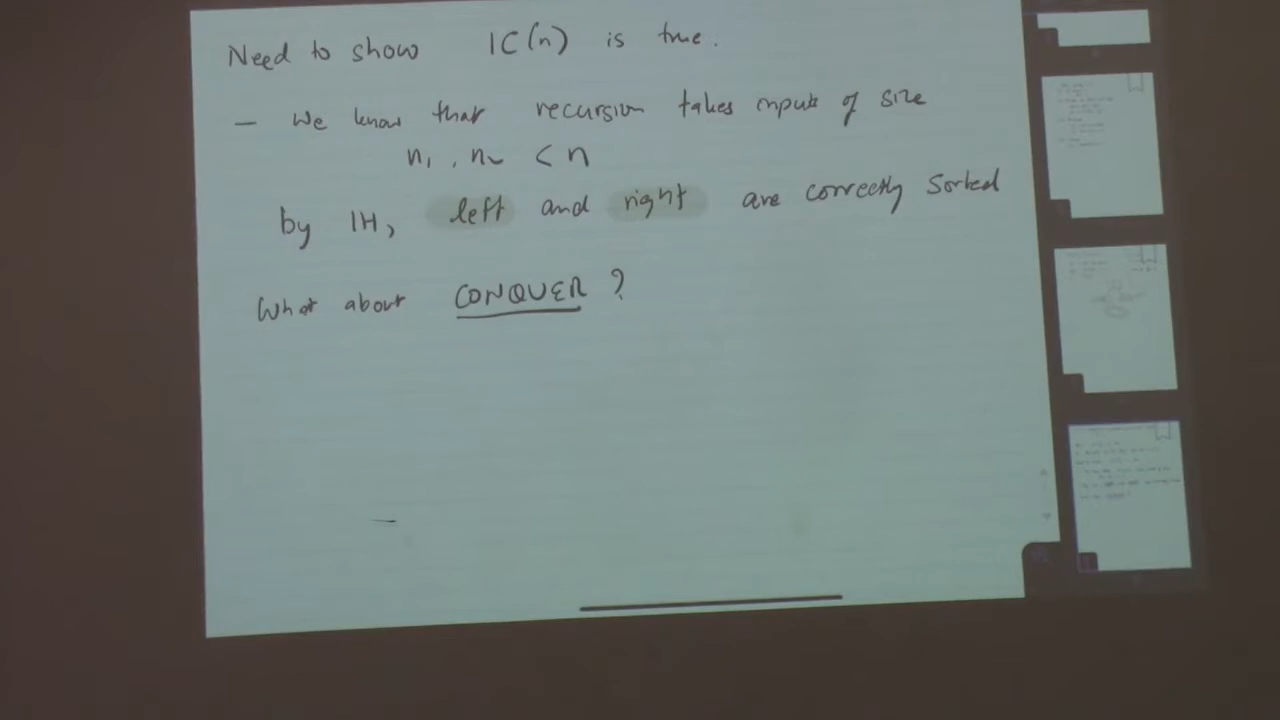 Need to show IC(n) is true.
— We know that recursion takes inputs of size
n₁, n₂ < n
by IH, left and right are correctly sorted
What about CONQUER ?